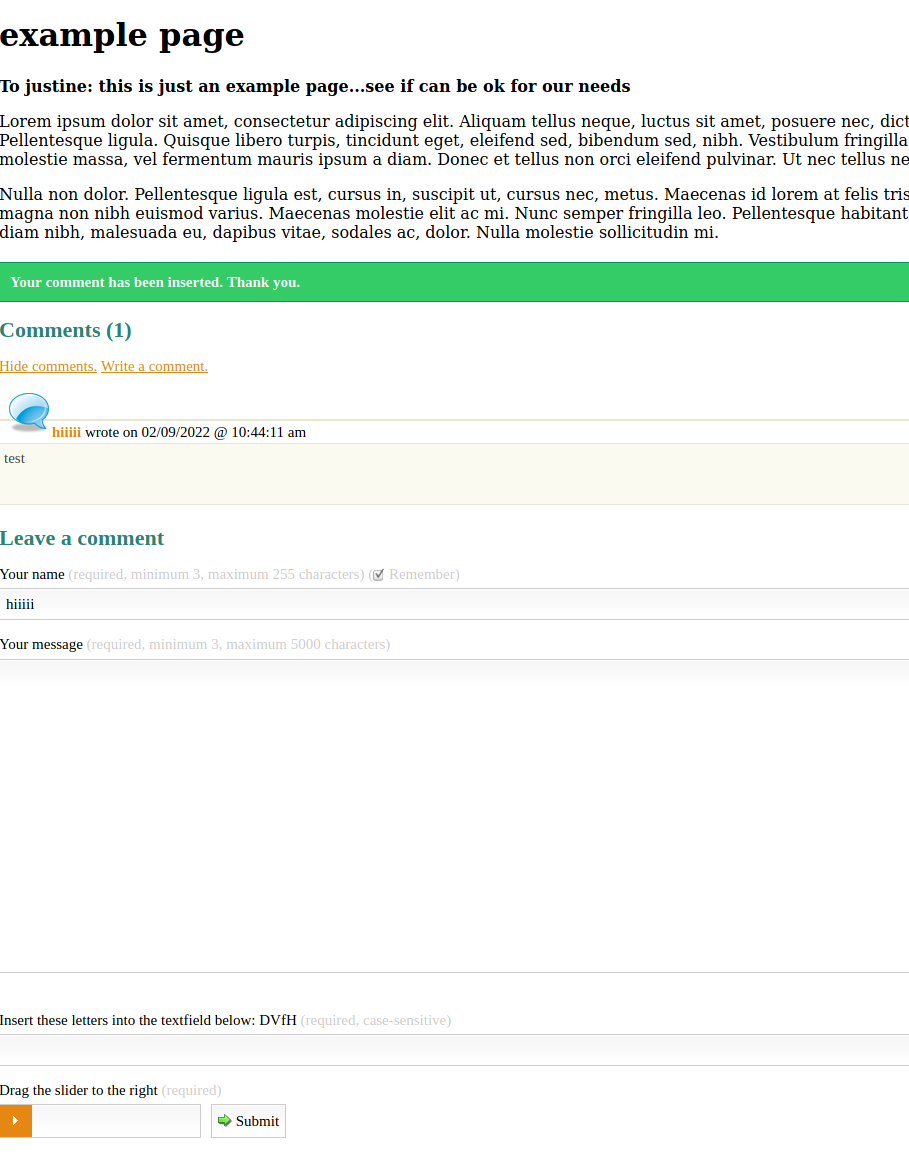 example page
To justine: this is just an example page...see if can be ok for our needs
Lorem ipsum dolor sit amet, consectetur adipiscing elit. Aliquam tellus neque, luctus sit amet, posuere nec, dict
Pellentesque ligula. Quisque libero turpis, tincidunt eget, eleifend sed, bibendum sed, nibh. Vestibulum fringilla
molestie massa, vel fermentum mauris ipsum a diam. Donec et tellus non orci eleifend pulvinar. Ut nec tellus ne
Nulla non dolor. Pellentesque ligula est, cursus in, suscipit ut, cursus nec, metus. Maecenas id lorem at felis tris
magna non nibh euismod varius. Maecenas molestie elit ac mi. Nunc semper fringilla leo. Pellentesque habitant
diam nibh, malesuada eu, dapibus vitae, sodales ac, dolor. Nulla molestie sollicitudin mi.
Your comment has been inserted. Thank you.
Comments (1)
Hide comments. Write a comment.
hiiiii wrote on 02/09/2022 @ 10:44:11 am
test
Leave a comment
Your name (required, minimum 3, maximum 255 characters) (Remember)
hiiiii
Your message (required, minimum 3, maximum 5000 characters)
Insert these letters into the textfield below: DVfH (required, case-sensitive)
Drag the slider to the right (required)
Submit